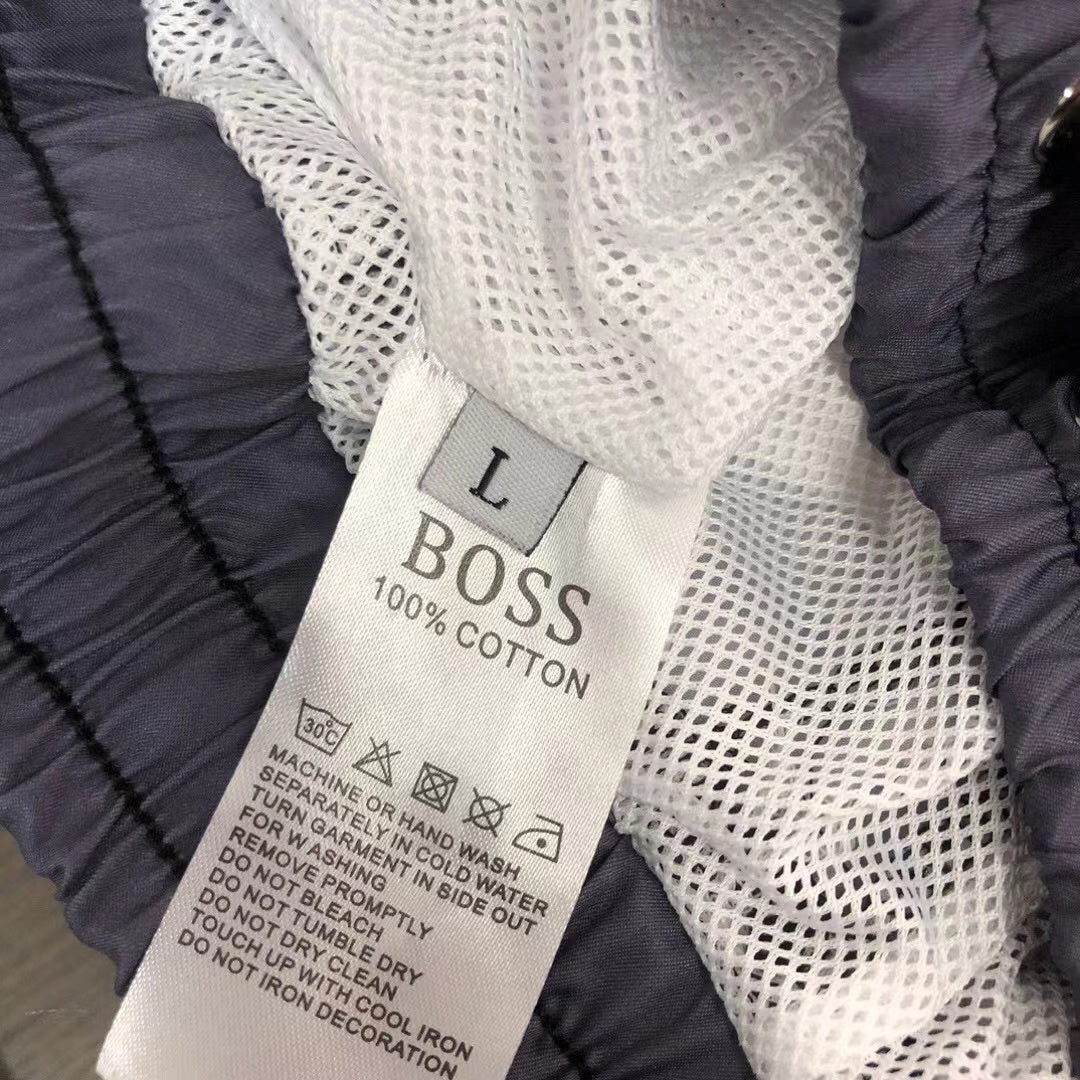 L
BOSS
100% COTTON
30°C
MACHINE OR HAND WASH
SEPARATELY IN COLD WATER
TURN GARMENT IN SIDE OUT
FOR WASHING
REMOVE PROMPTLY
DO NOT BLEACH
DO NOT TUMBLE DRY
DO NOT DRY CLEAN
TOUCH UP WITH COOL IRON
DO NOT IRON DECORATION